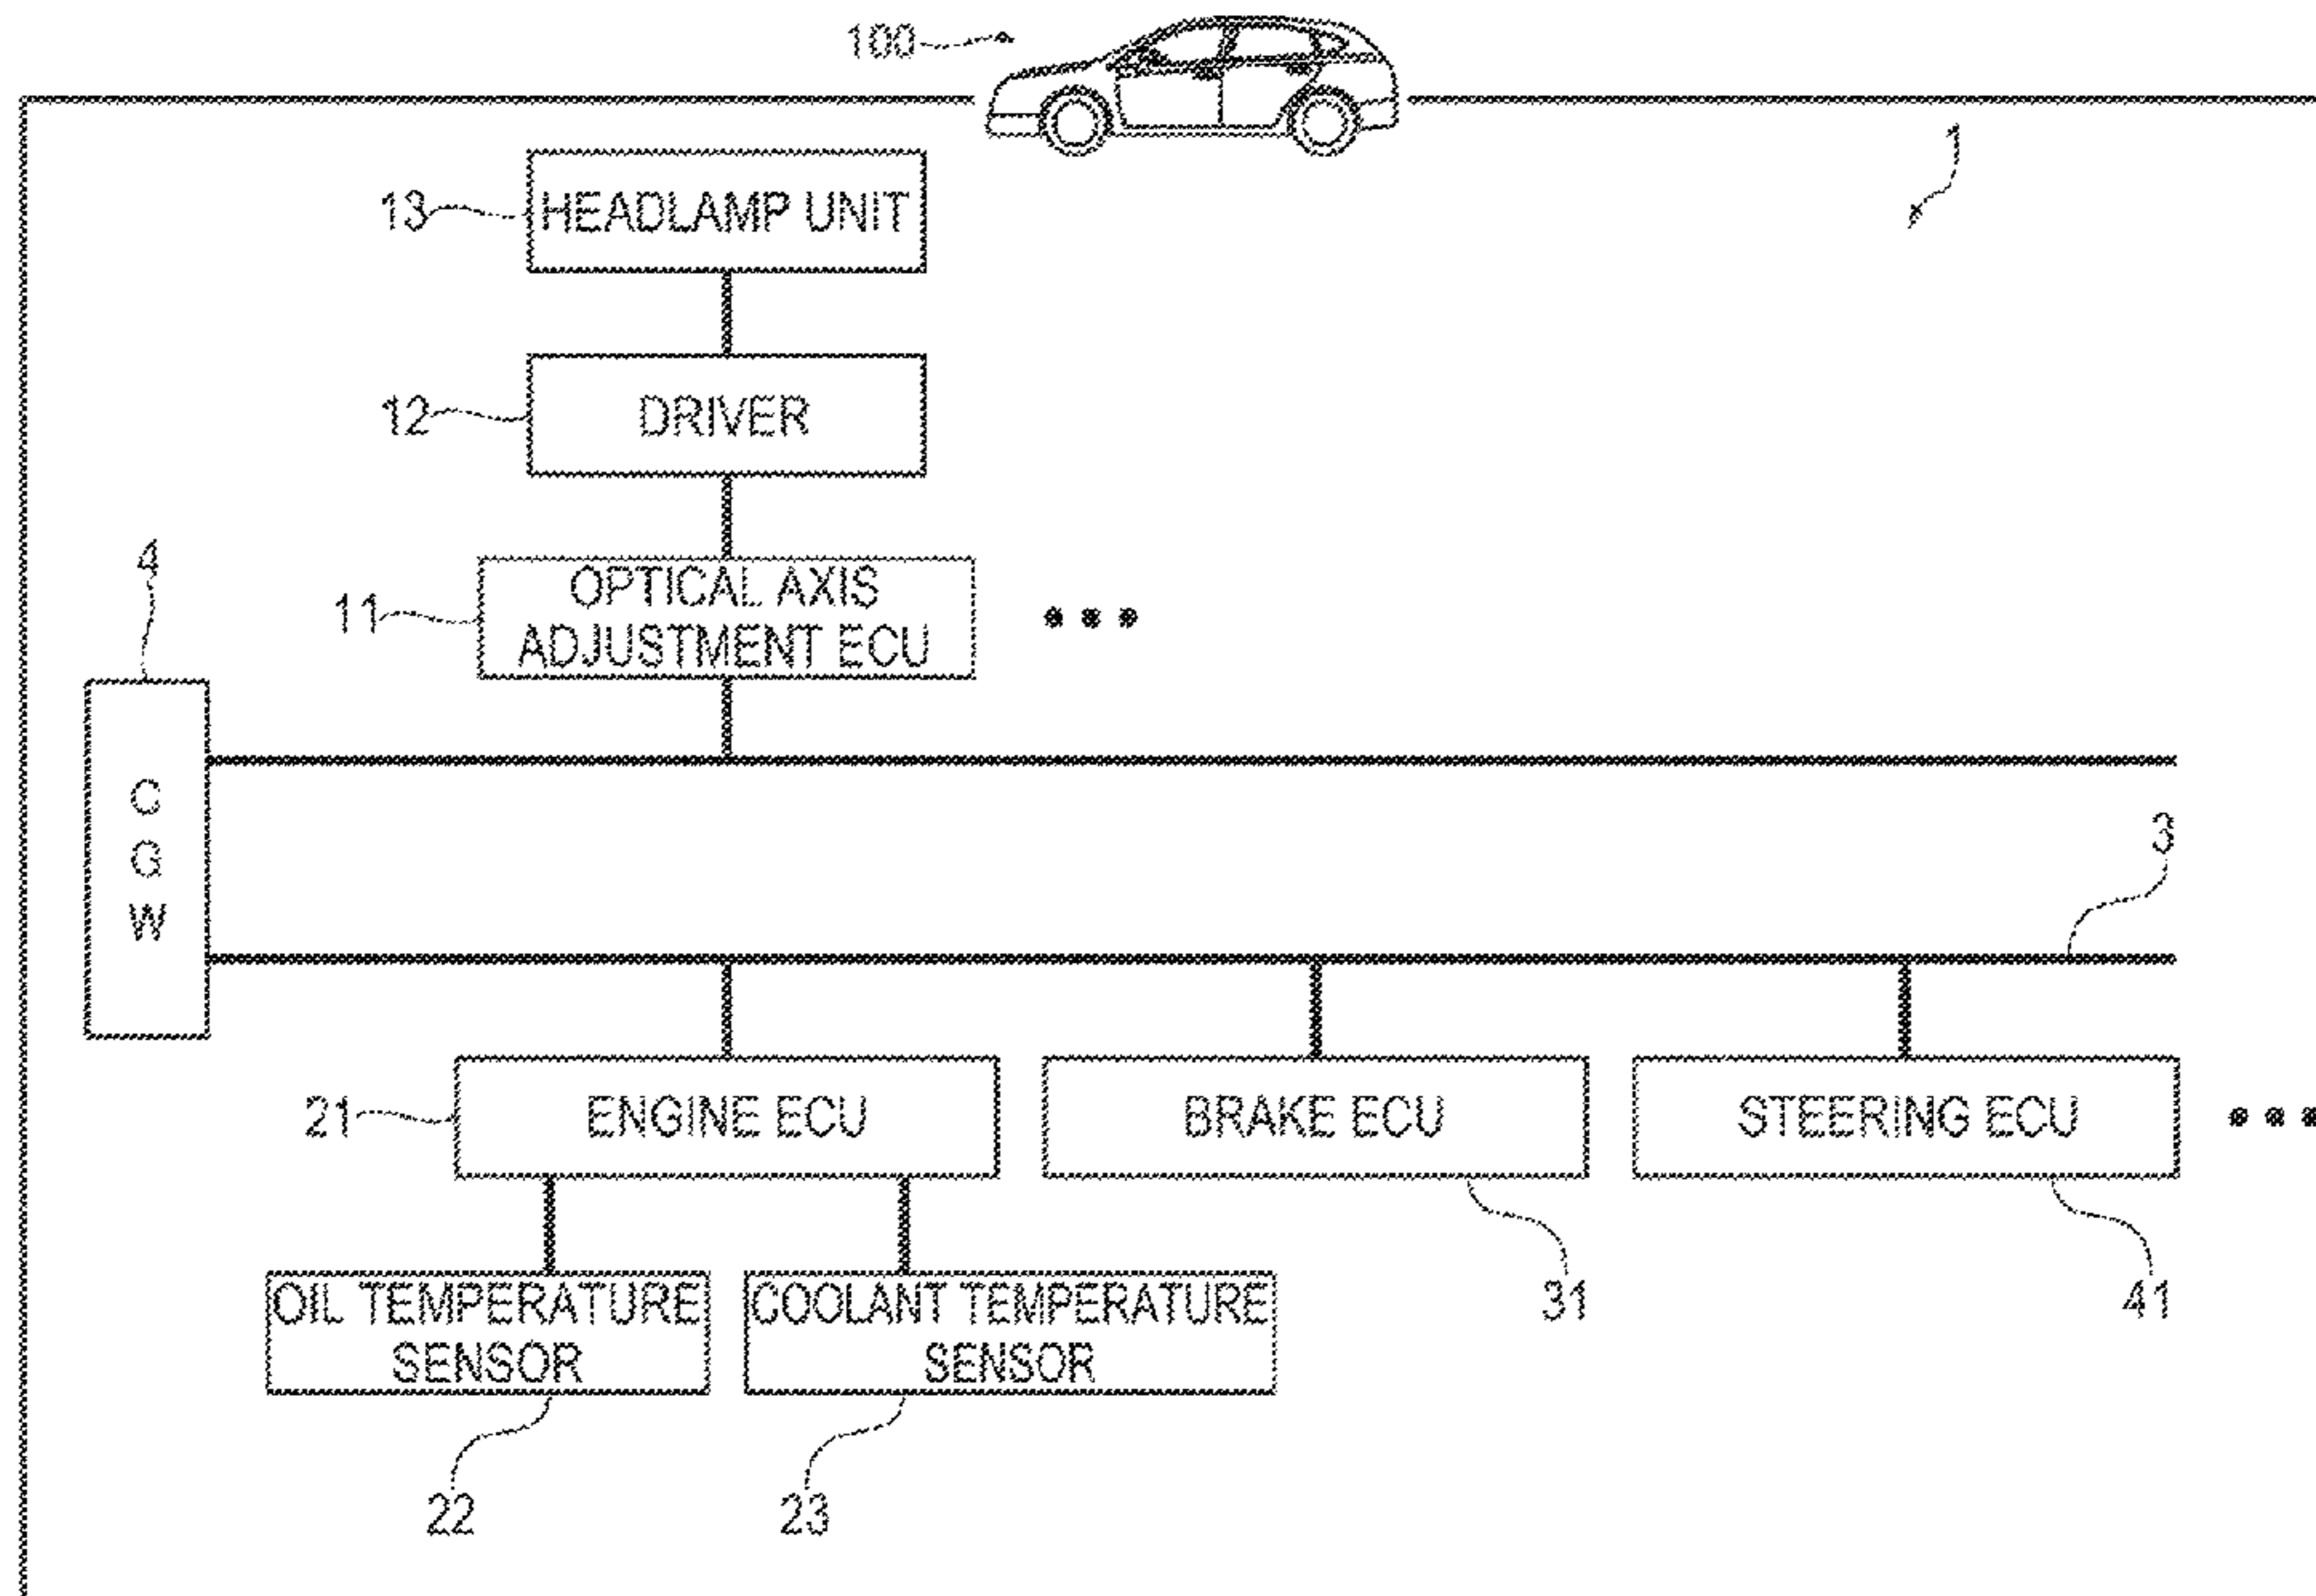 100
1
13
HEADLAMP UNIT
12
DRIVER
4
11
OPTICAL AXIS
ADJUSTMENT ECU
C
G
W
3
21
ENGINE ECU
BRAKE ECU
STEERING ECU
31
41
OIL TEMPERATURE
SENSOR
COOLANT TEMPERATURE
SENSOR
22
23